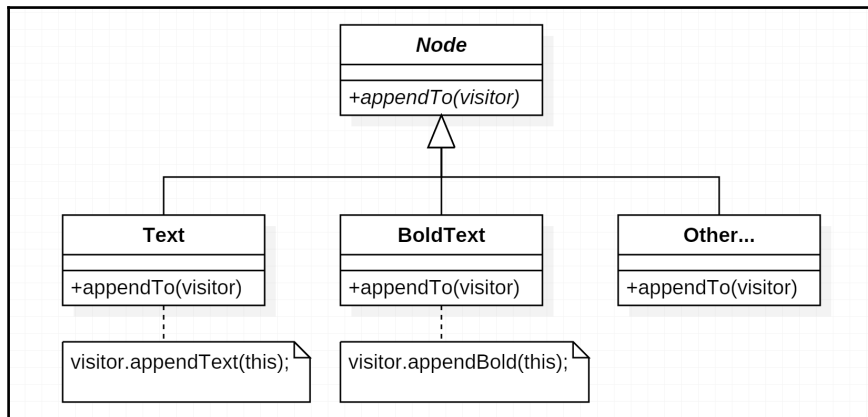 Node
+appendTo(visitor)
Text
BoldText
Other...
+appendTo(visitor)
+appendTo(visitor)
+appendTo(visitor)
visitor.appendText(this);
visitor.appendBold(this);